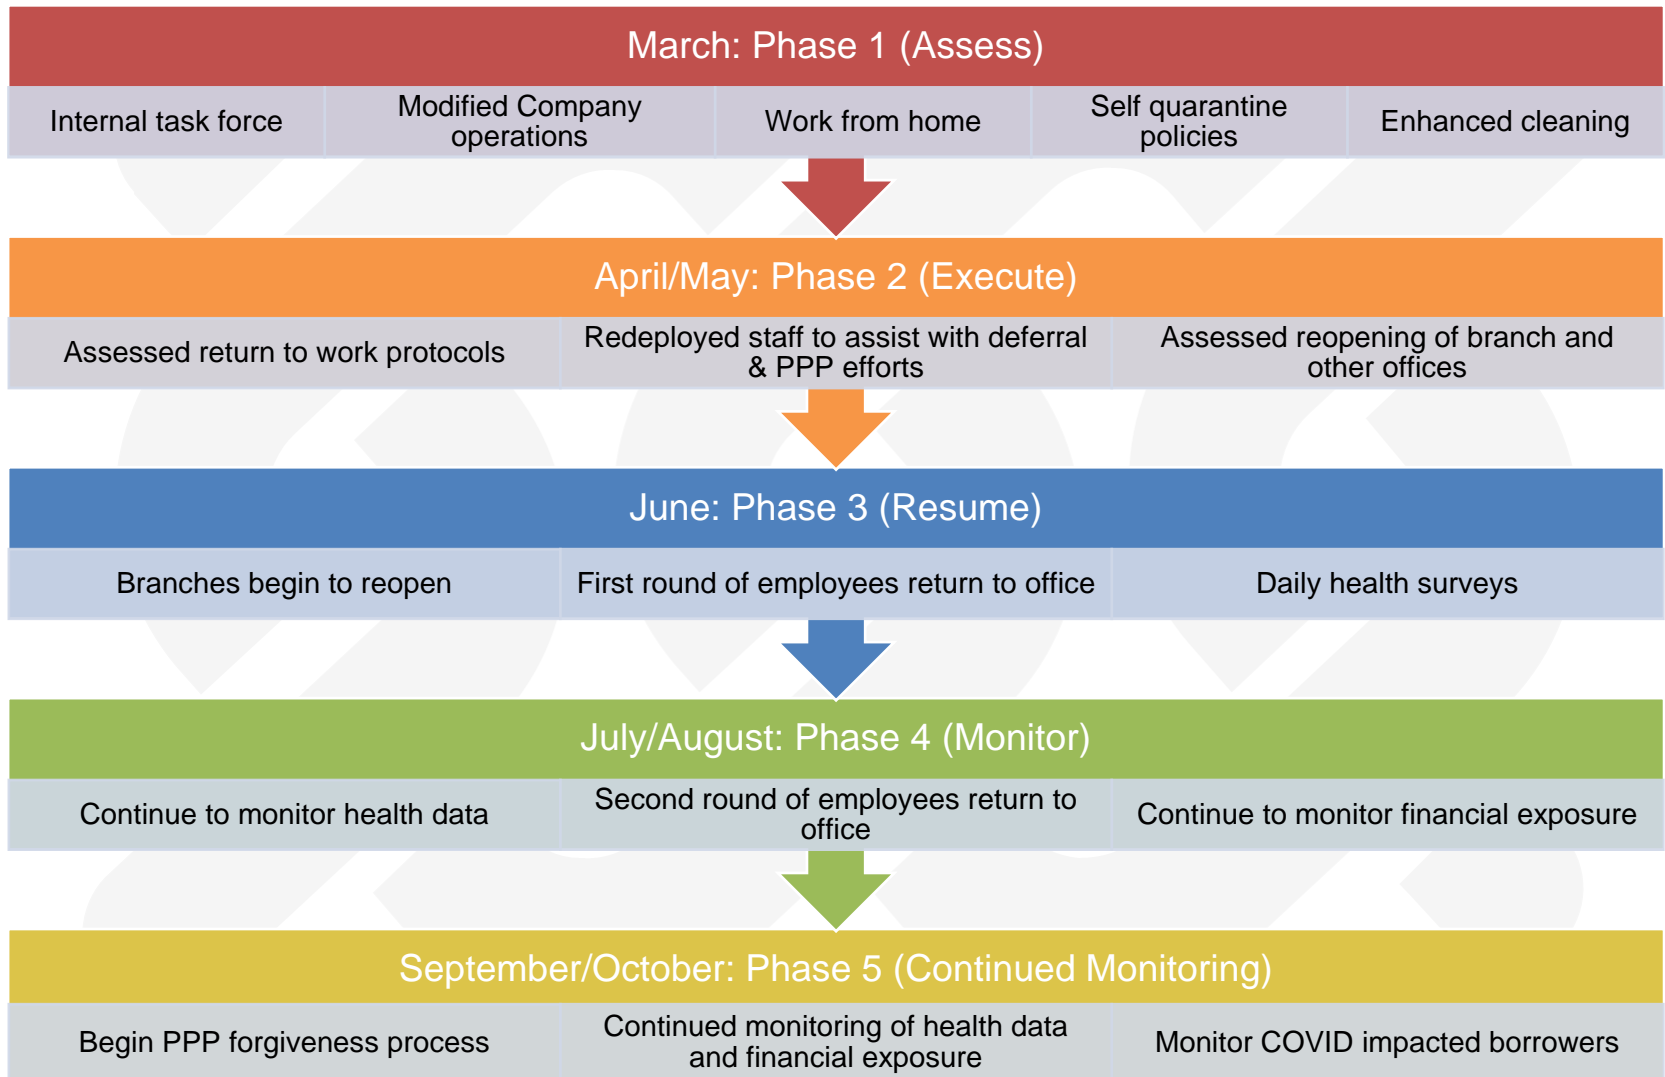 March: Phase 1 (Assess)
Internal task force
Modified Company
operations
Work from home
Self quarantine
policies
Enhanced cleaning
April/May: Phase 2 (Execute)
Assessed return to work protocols
Redeployed staff to assist with deferral
& PPP efforts
Assessed reopening of branch and
other offices
June: Phase 3 (Resume)
Branches begin to reopen
First round of employees return to office
Daily health surveys
July/August: Phase 4 (Monitor)
Continue to monitor health data
Second round of employees return to
office
Continue to monitor financial exposure
September/October: Phase 5 (Continued Monitoring)
Begin PPP forgiveness process
Continued monitoring of health data
and financial exposure
Monitor COVID impacted borrowers